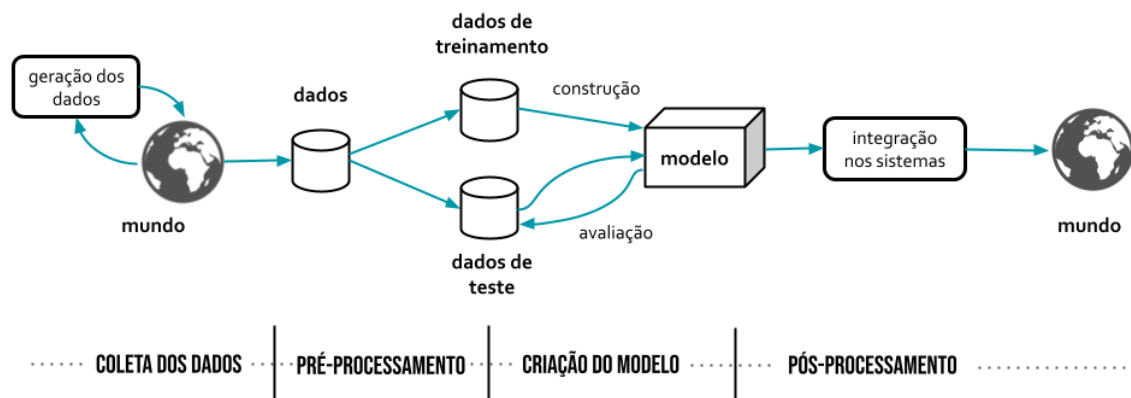 geração dos
dados
mundo
dados
dados de
treinamento
construção
dados de
teste
avaliação
modelo
integração
nos sistemas
mundo
COLETA DOS DADOS
PRÉ-PROCESSAMENTO
CRIAÇÃO DO MODELO
PÓS-PROCESSAMENTO